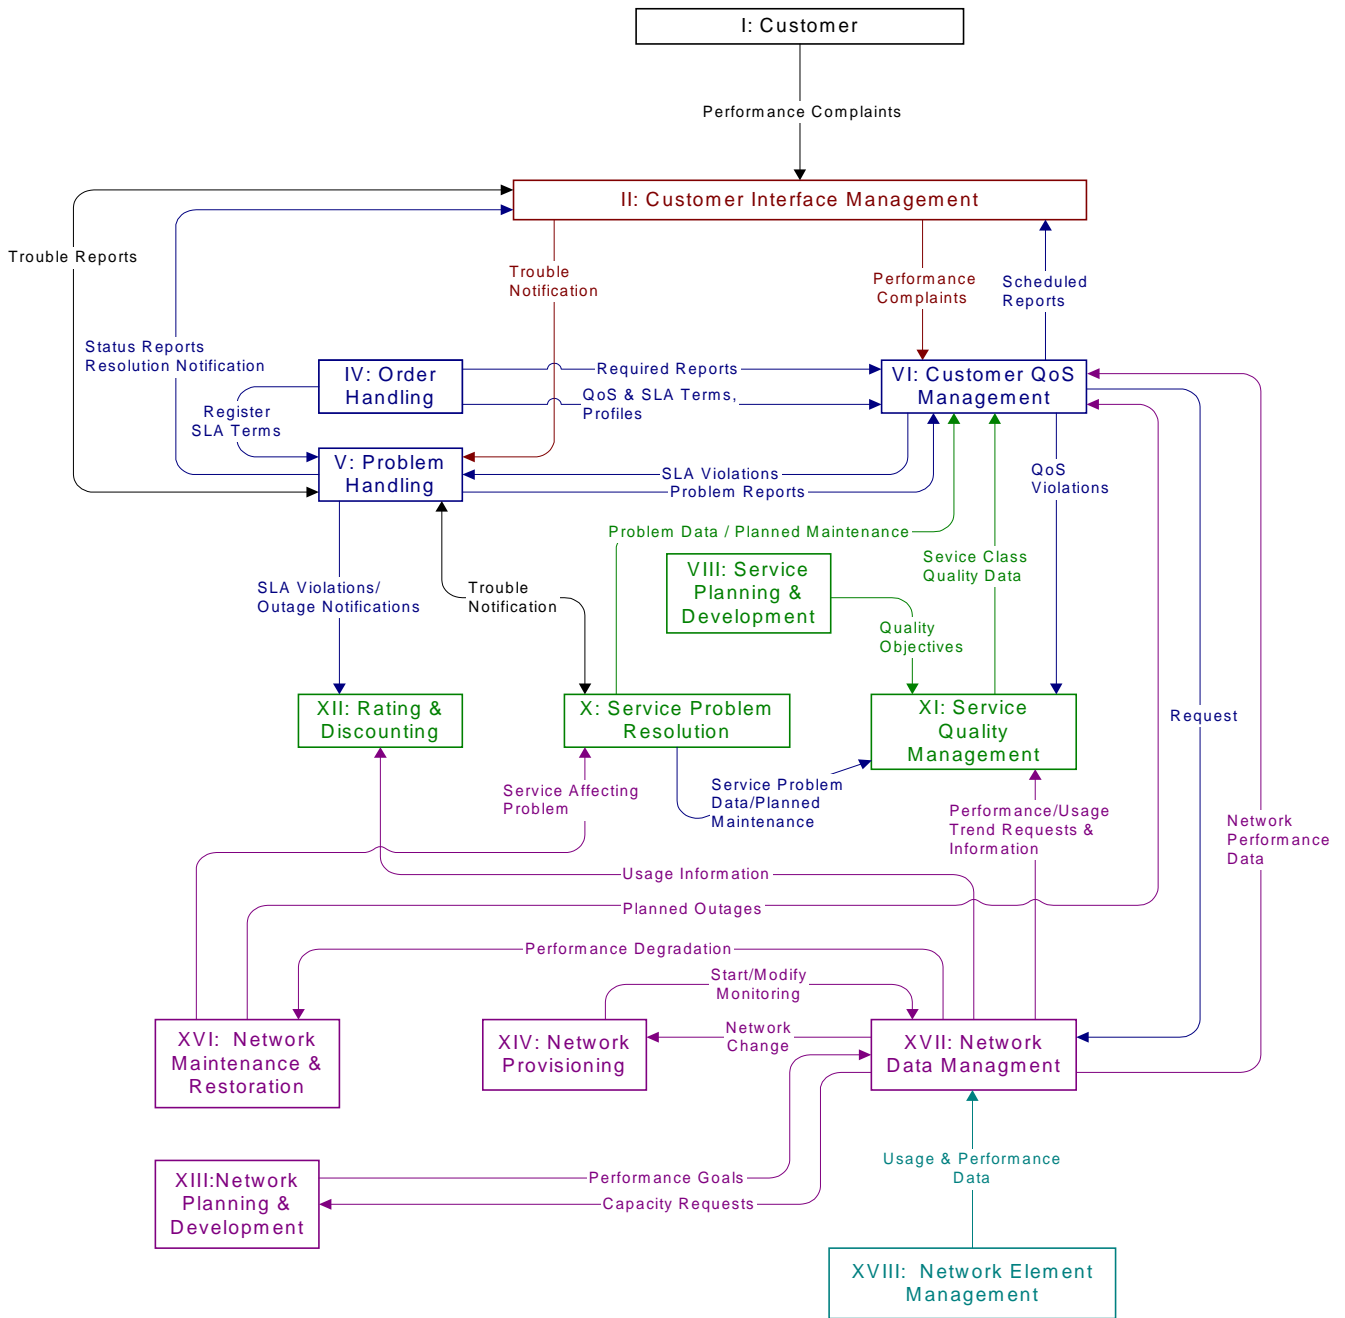 I: Customer
Performance Complaints
II: Customer Interface Management
Trouble Reports
Trouble
Notification
Performance
Complaints
Scheduled
Reports
Status Reports
Resolution Notification
IV: Order
Handling
Required Reports
QoS & SLA Terms,
Profiles
VI: Customer QoS
Management
Register
SLA Terms
V: Problem
Handling
SLA Violations
Problem Reports
QoS
Violations
Problem Data / Planned Maintenance
Sevice Class
Quality Data
VIII: Service
Planning &
Development
SLA Violations/
Outage Notifications
Trouble
Notification
Quality
Objectives
XII: Rating &
Discounting
X: Service Problem
Resolution
XI: Service
Quality
Management
Request
Service Affecting
Problem
Service Problem
Data/Planned
Maintenance
Performance/Usage
Trend Requests &
Information
Network
Performance
Data
Usage Information
Planned Outages
Performance Degradation
Start/Modify
Monitoring
XVI: Network
Maintenance &
Restoration
XIV: Network
Provisioning
Network
Change
XVII: Network
Data Managment
XIII:Network
Planning &
Development
Performance Goals
Capacity Requests
Usage & Performance
Data
XVIII: Network Element
Management